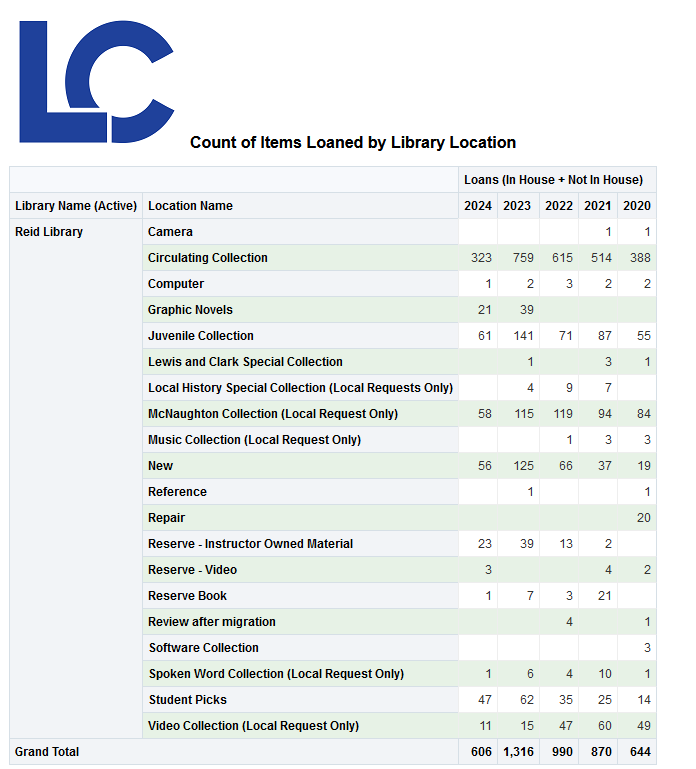 LC
Count of Items Loaned by Library Location
Loans (In House + Not In House)
Library Name (Active) Location Name 2024 2023 2022 2021 2020
Reid Library Camera 1 1
Circulating Collection 323 759 615 514 388
Computer 1 2 3 2 2
Graphic Novels 21 39
Juvenile Collection 61 141 71 87 55
Lewis and Clark Special Collection 1 3 1
Local History Special Collection (Local Requests Only) 4 9 7
McNaughton Collection (Local Request Only) 58 115 119 94 84
Music Collection (Local Request Only) 1 3 3
New 56 125 66 37 19
Reference 1 1
Repair 20
Reserve - Instructor Owned Material 23 39 13 2
Reserve - Video 3 4 2
Reserve Book 1 7 3 21
Review after migration 4 1
Software Collection 3
Spoken Word Collection (Local Request Only) 1 6 4 10 1
Student Picks 47 62 35 25 14
Video Collection (Local Request Only) 11 15 47 60 49
Grand Total 606 1,316 990 870 644